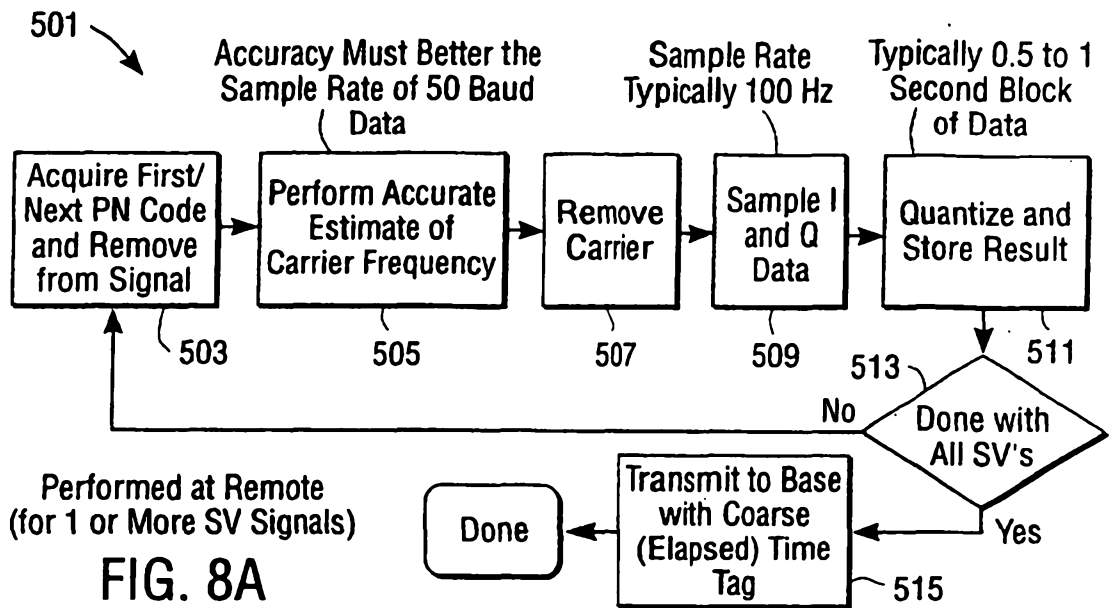 501
Accuracy Must Better the
Sample Rate of 50 Baud
Data
Sample Rate
Typically 100 Hz
Typically 0.5 to 1
Second Block
of Data
Acquire First/
Next PN Code
and Remove
from Signal
Perform Accurate
Estimate of
Carrier Frequency
Remove
Carrier
Sample I
and Q
Data
Quantize and
Store Result
503
505
507
509
511
513
No
Done with
All SV's
Yes
Transmit to Base
with Coarse
(Elapsed) Time
Tag
515
Done
Performed at Remote
(for 1 or More SV Signals)
FIG. 8A